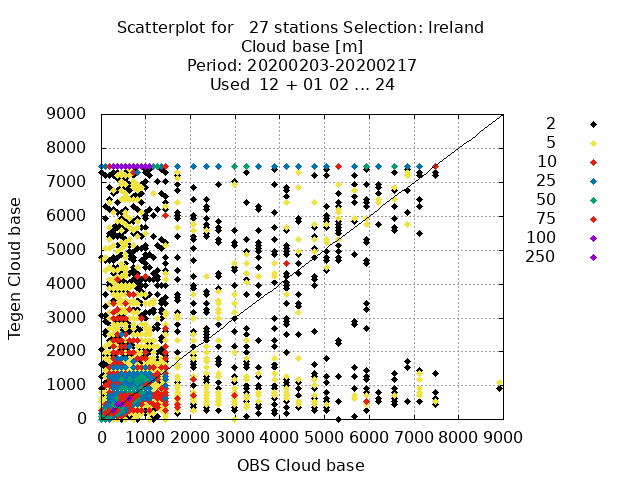 Scatterplot for   27 stations Selection: Ireland
Cloud base [m]
Period: 20200203-20200217
Used  12 + 01 02 ... 24
9000
8000
7000
6000
5000
4000
3000
2000
1000
0
Tegen Cloud base
0 1000 2000 3000 4000 5000 6000 7000 8000 9000
OBS Cloud base
2
5
10
25
50
75
100
250